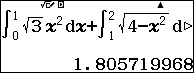 ∫₀¹ √3 x² dx + ∫₁² √(4−x²) d▷
1.805719968